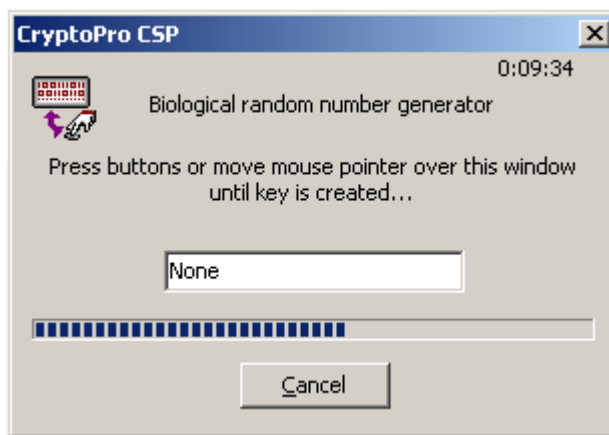 CryptoPro CSP
0:09:34
Biological random number generator
Press buttons or move mouse pointer over this window
until key is created...
None
Cancel